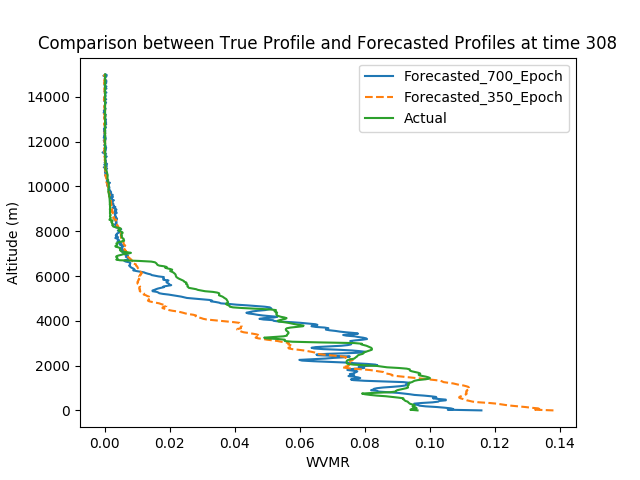 Comparison between True Profile and Forecasted Profiles at time 308
Forecasted_700_Epoch
Forecasted_350_Epoch
Actual
Altitude (m)
14000
12000
10000
8000
6000
4000
2000
0
0.00 0.02 0.04 0.06 0.08 0.10 0.12 0.14
WVMR